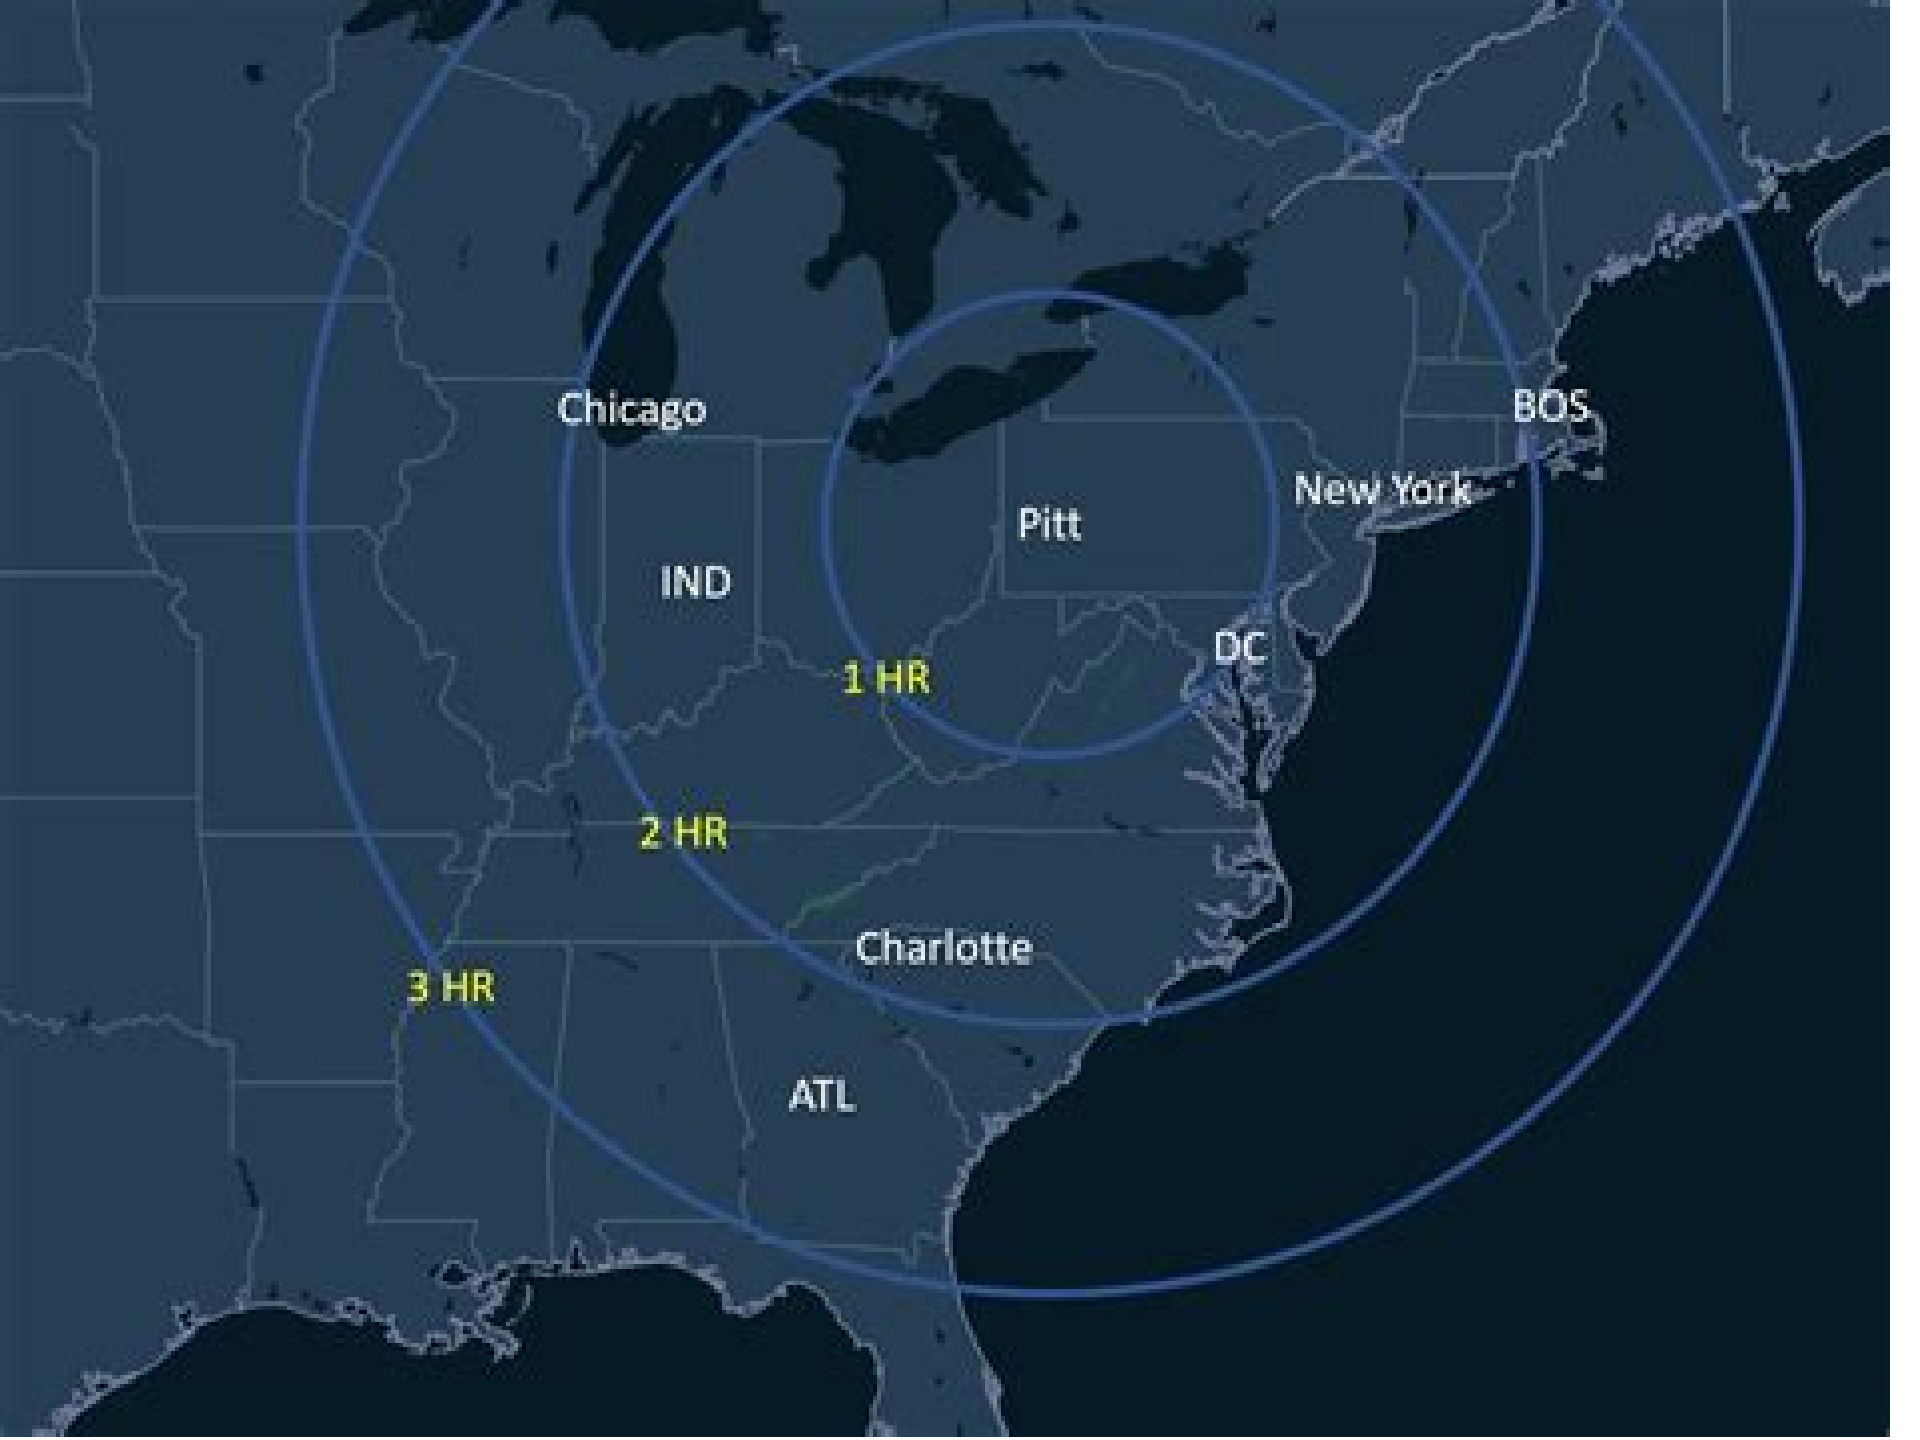 Chicago
BOS
New York
Pitt
IND
DC
1 HR
2 HR
Charlotte
3 HR
ATL